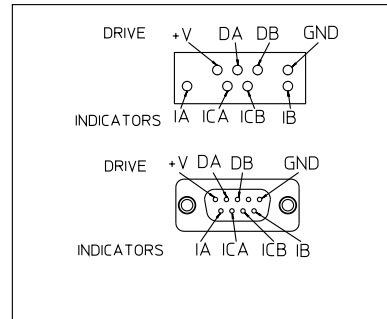 DRIVE +V DA DB GND
INDICATORS IA ICA ICB IB
DRIVE +V DA DB GND
INDICATORS IA ICA ICB IB